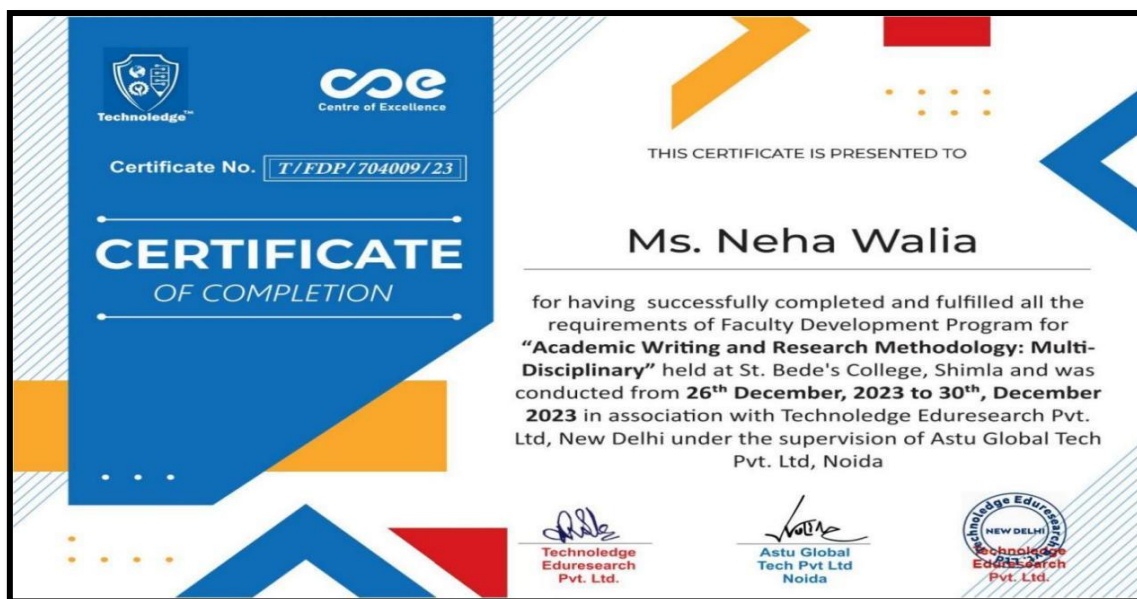 Technoledge™
coe
Centre of Excellence
Certificate No. T/FDP/704009/23
CERTIFICATE
OF COMPLETION
THIS CERTIFICATE IS PRESENTED TO
Ms. Neha Walia
for having successfully completed and fulfilled all the
requirements of Faculty Development Program for
“Academic Writing and Research Methodology: Multi-
Disciplinary” held at St. Bede's College, Shimla and was
conducted from 26th December, 2023 to 30th, December
2023 in association with Technoledge Eduresearch Pvt.
Ltd, New Delhi under the supervision of Astu Global Tech
Pvt. Ltd, Noida
Technoledge
Eduresearch
Pvt. Ltd.
Astu Global
Tech Pvt Ltd
Noida
Technoledge Eduresearch
NEW DELHI
Technoledge
Eduresearch
Pvt. Ltd.